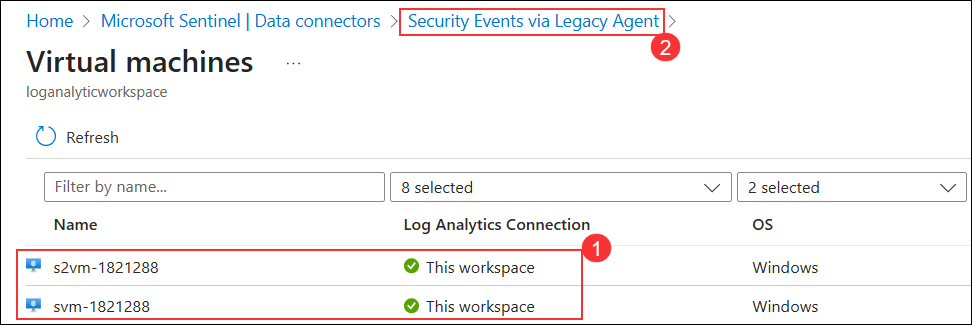 Home > Microsoft Sentinel | Data connectors > Security Events via Legacy Agent >
2
Virtual machines ...
loganalyticworkspace
Refresh
Filter by name... 8 selected 2 selected
Name Log Analytics Connection OS
1
s2vm-1821288 This workspace Windows
svm-1821288 This workspace Windows